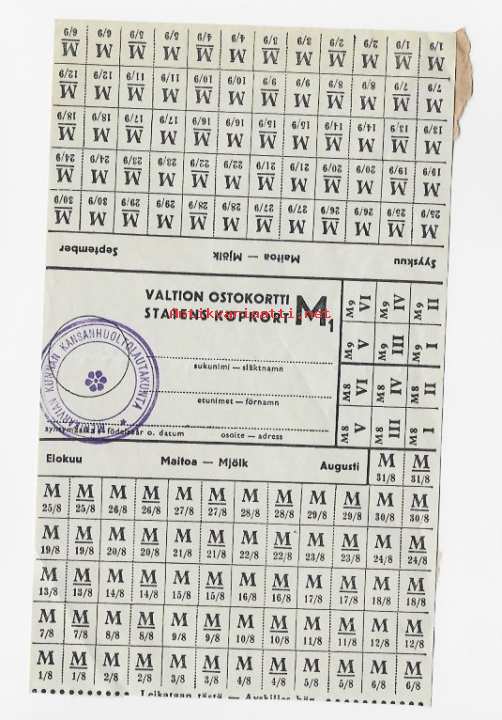 Syyskuu Maitoa — Mjölk September
M M M M M M M M M M M M
25/9 25/9 26/9 26/9 27/9 27/9 28/9 28/9 29/9 29/9 30/9 30/9
M M M M M M M M M M M M
19/9 19/9 20/9 20/9 21/9 21/9 22/9 22/9 23/9 23/9 24/9 24/9
M M M M M M M M M M M M
13/9 13/9 14/9 14/9 15/9 15/9 16/9 16/9 17/9 17/9 18/9 18/9
M M M M M M M M M M M M
7/9 7/9 8/9 8/9 9/9 9/9 10/9 10/9 11/9 11/9 12/9 12/9
M M M M M M M M M M M M
1/9 1/9 2/9 2/9 3/9 3/9 4/9 4/9 5/9 5/9 6/9 6/9
VALTION OSTOKORTTI
STATENS KÖPKORT
M1
Antikvariaatti.net
KUNNAN KANSANHUOLTOLAUTAKUNTA
sukunimi — släktnamn
etunimet — förnamn
födelseår o. datum osoite — adress
M9 VI M9 IV M9 II
M9 V M9 III M9 I
M8 VI M8 IV M8 II
M8 V M8 III M8 I
Elokuu Maitoa — Mjölk Augusti
M M
31/8 31/8
M M M M M M M M M M M M
25/8 25/8 26/8 26/8 27/8 27/8 28/8 28/8 29/8 29/8 30/8 30/8
M M M M M M M M M M M M
19/8 19/8 20/8 20/8 21/8 21/8 22/8 22/8 23/8 23/8 24/8 24/8
M M M M M M M M M M M M
13/8 13/8 14/8 14/8 15/8 15/8 16/8 16/8 17/8 17/8 18/8 18/8
M M M M M M M M M M M M
7/8 7/8 8/8 8/8 9/8 9/8 10/8 10/8 11/8 11/8 12/8 12/8
M M M M M M M M M M M M
1/8 1/8 2/8 2/8 3/8 3/8 4/8 4/8 5/8 5/8 6/8 6/8
Leikataan tästä — Avskiljes här